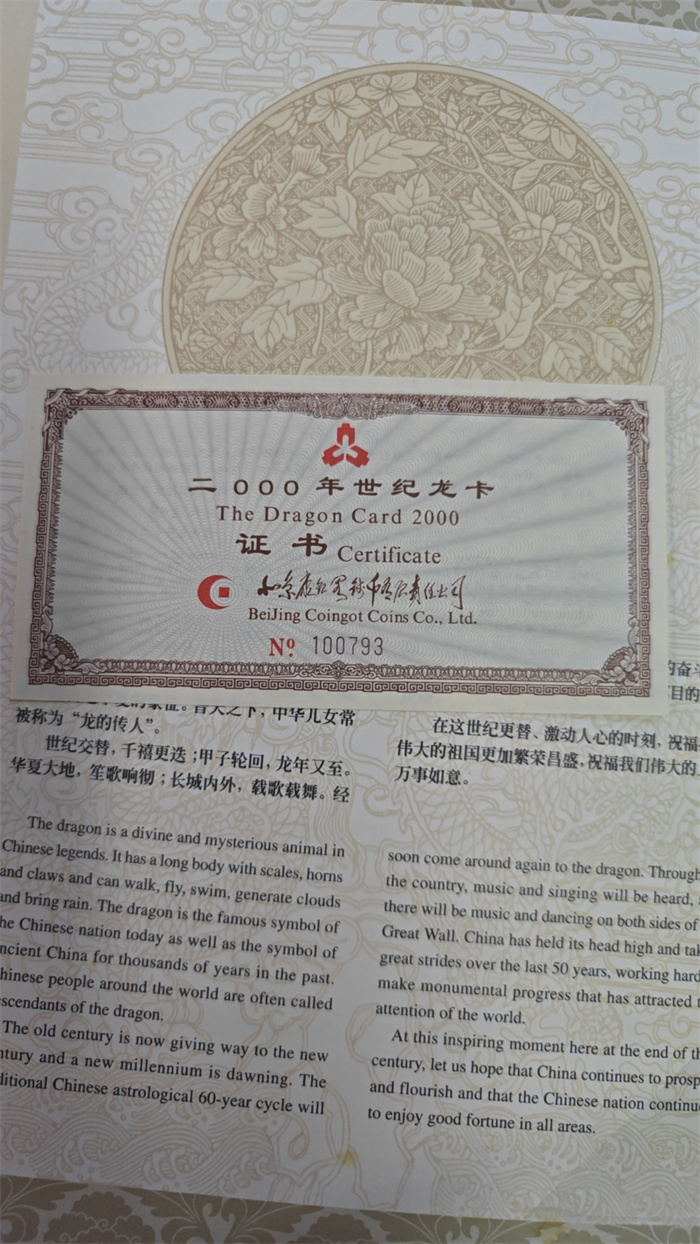 二000年世纪龙卡
The Dragon Card 2000
证书 Certificate
BeiJing Coingot Coins Co., Ltd.
Nº 100793
被称为“龙的传人”。
世纪交替，千禧更迭；甲子轮回，龙年又至。
华夏大地，笙歌响彻；长城内外，载歌载舞。经
的奋斗
目的
在这世纪更替、激动人心的时刻，祝福
伟大的祖国更加繁荣昌盛，祝福我们伟大的
万事如意。
The dragon is a divine and mysterious animal in
Chinese legends. It has a long body with scales, horns
and claws and can walk, fly, swim, generate clouds
and bring rain. The dragon is the famous symbol of
he Chinese nation today as well as the symbol of
ncient China for thousands of years in the past.
hinese people around the world are often called
scendants of the dragon.
The old century is now giving way to the new
ntury and a new millennium is dawning. The
ditional Chinese astrological 60-year cycle will
soon come around again to the dragon. Through
the country, music and singing will be heard,
there will be music and dancing on both sides of
Great Wall. China has held its head high and tak
great strides over the last 50 years, working hard
make monumental progress that has attracted t
attention of the world.
At this inspiring moment here at the end of th
century, let us hope that China continues to prosp
and flourish and that the Chinese nation continu
to enjoy good fortune in all areas.